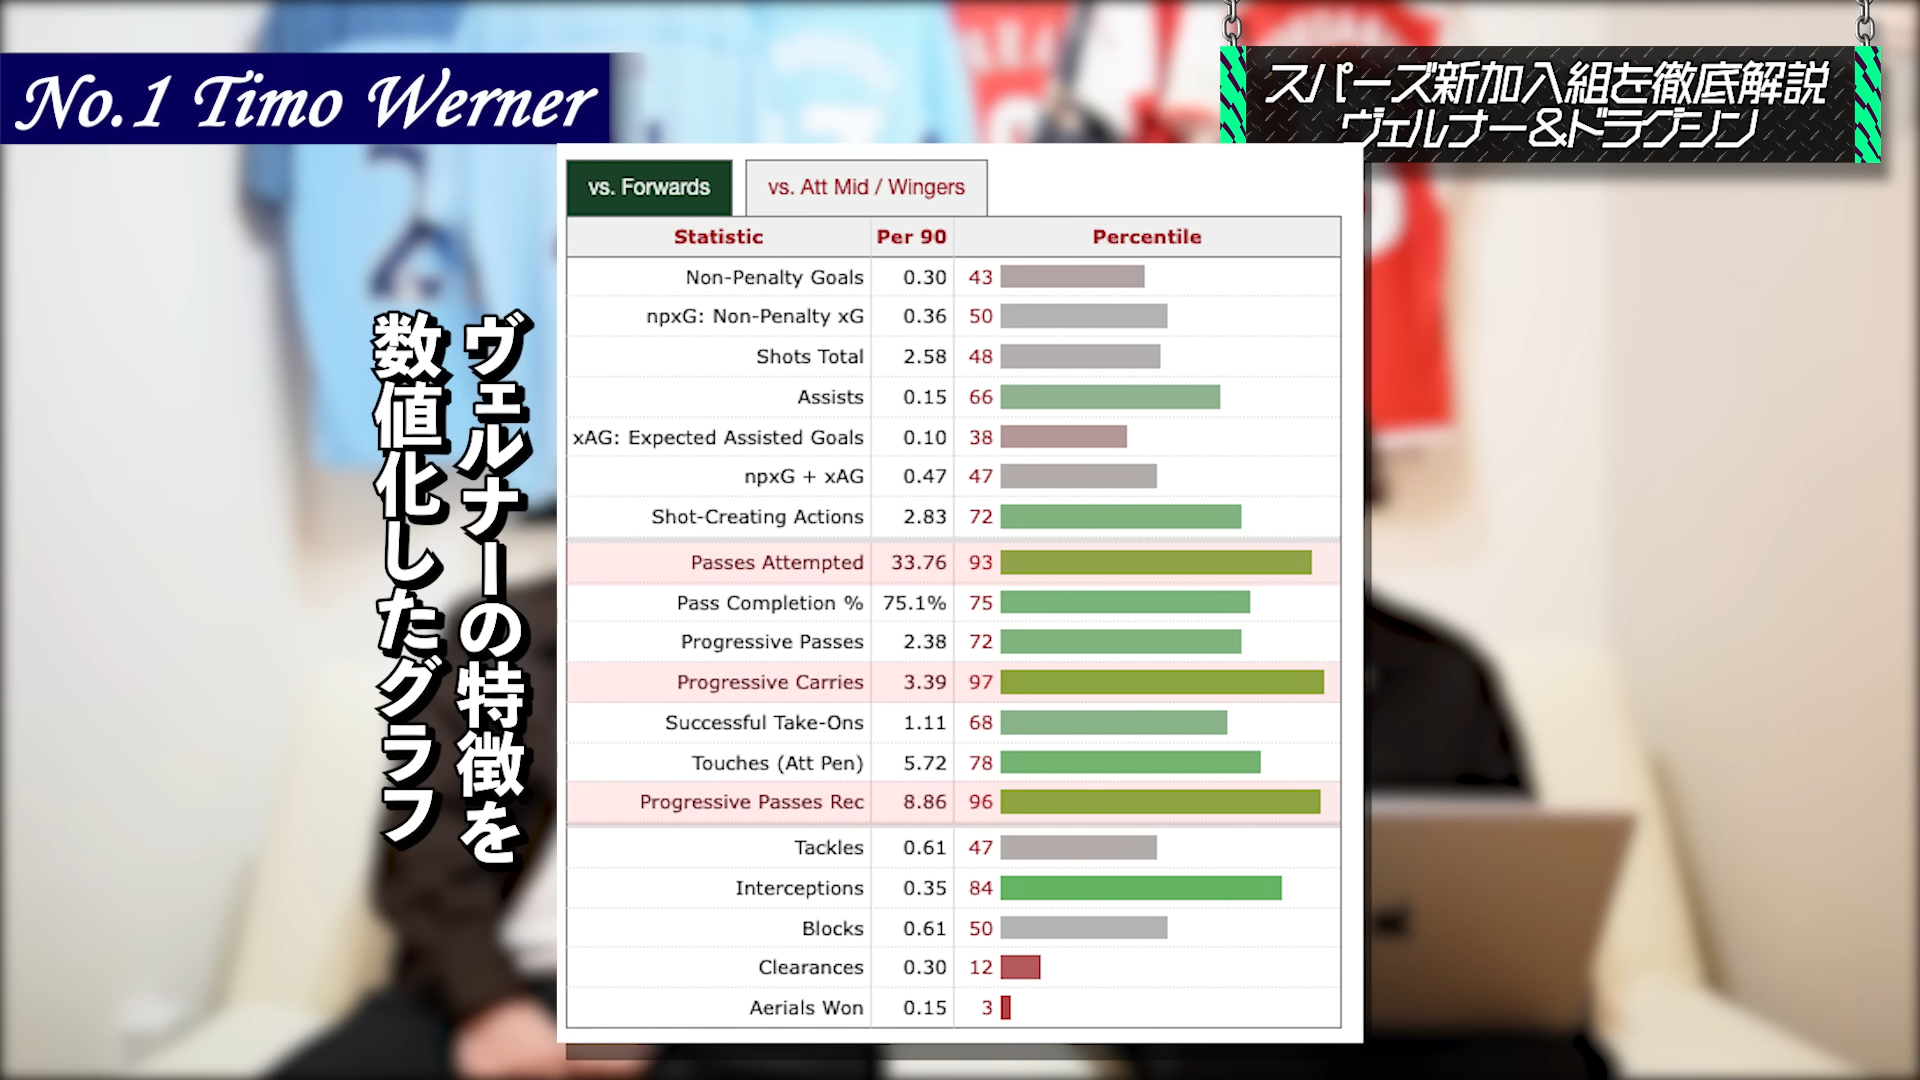 No.1 Timo Werner
スパーズ新加入組を徹底解説
ヴェルナー&ドラグシン
ヴェルナーの特徴を
数値化したグラフ
vs. Forwards
vs. Att Mid / Wingers
Statistic Per 90 Percentile
Non-Penalty Goals 0.30 43
npxG: Non-Penalty xG 0.36 50
Shots Total 2.58 48
Assists 0.15 66
xAG: Expected Assisted Goals 0.10 38
npxG + xAG 0.47 47
Shot-Creating Actions 2.83 72
Passes Attempted 33.76 93
Pass Completion % 75.1% 75
Progressive Passes 2.38 72
Progressive Carries 3.39 97
Successful Take-Ons 1.11 68
Touches (Att Pen) 5.72 78
Progressive Passes Rec 8.86 96
Tackles 0.61 47
Interceptions 0.35 84
Blocks 0.61 50
Clearances 0.30 12
Aerials Won 0.15 3